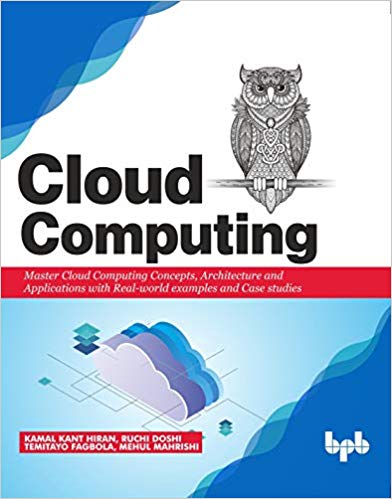 Cloud
Computing
Master Cloud Computing Concepts, Architecture and
Applications with Real-world examples and Case studies
KAMAL KANT HIRAN, RUCHI DOSHI
TEMITAYO FAGBOLA, MEHUL MAHRISHI
bpb